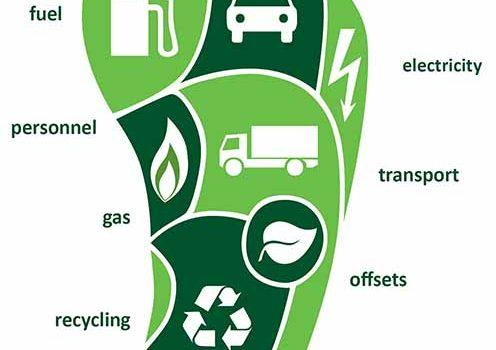 fuel
electricity
personnel
transport
gas
offsets
recycling